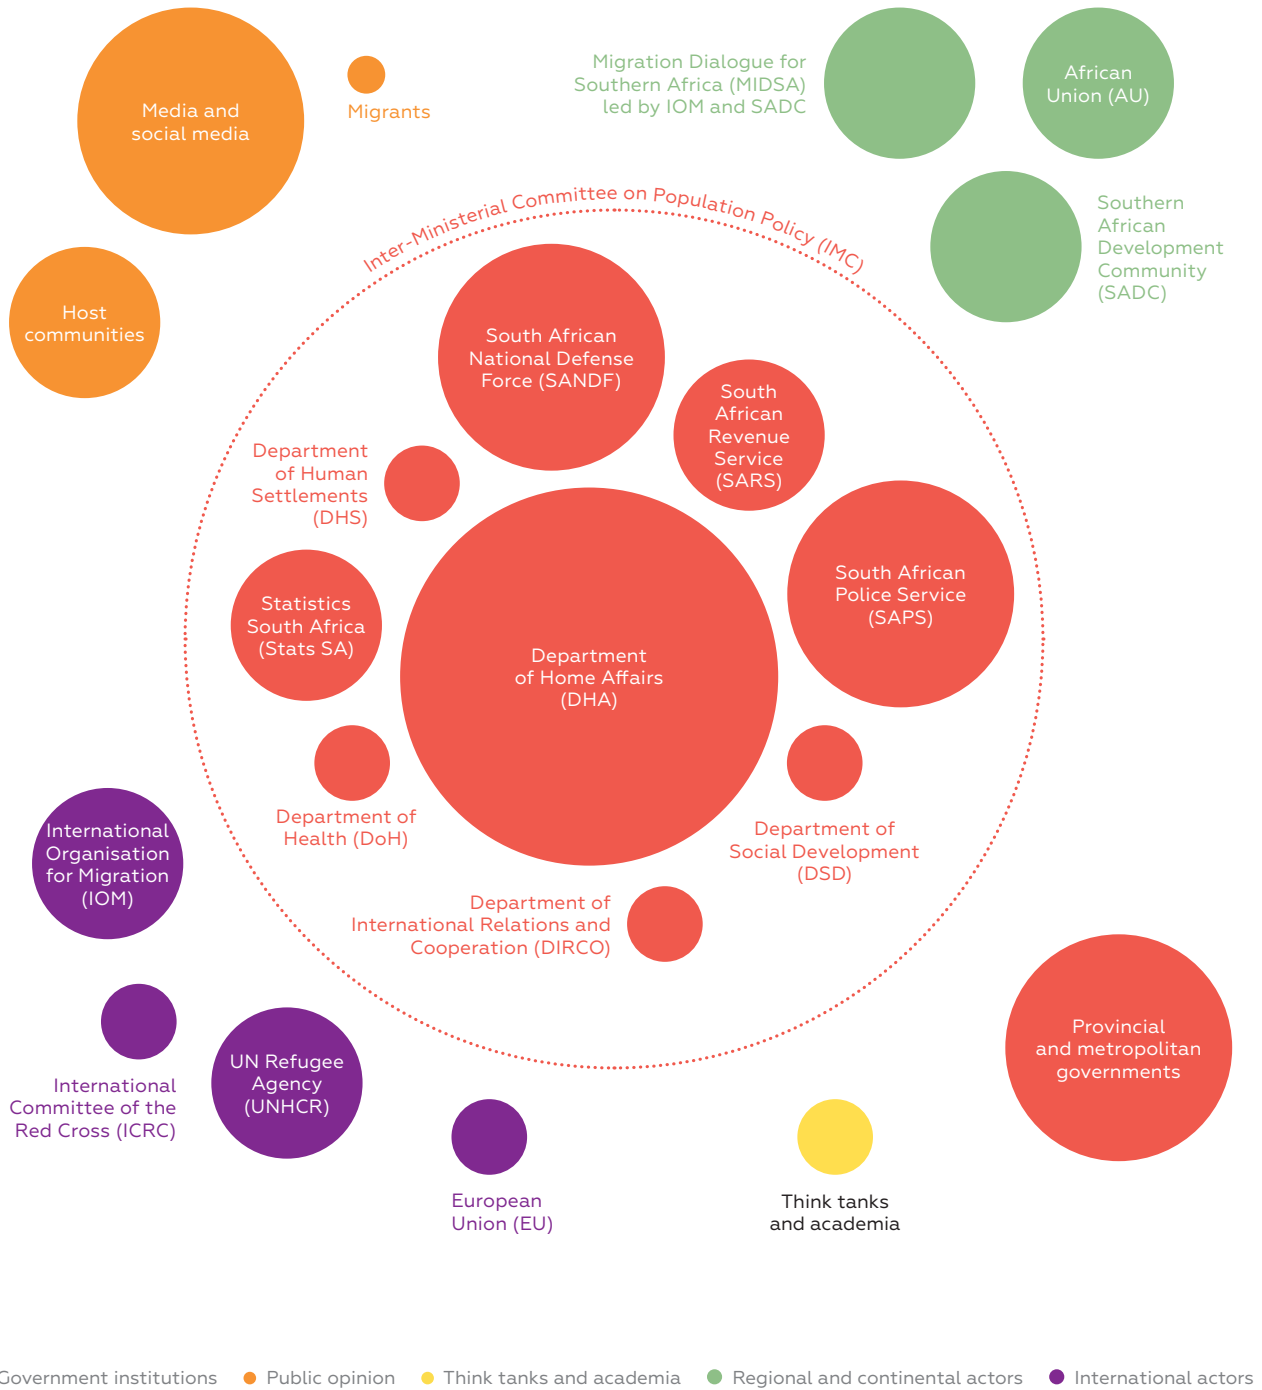 Media and
social media
Migrants
Migration Dialogue for
Southern Africa (MIDSA)
led by IOM and SADC
African
Union (AU)
Southern
African
Development
Community
(SADC)
Host
communities
Inter-Ministerial Committee on Population Policy (IMC)
South African
National Defense
Force (SANDF)
South
African
Revenue
Service
(SARS)
Department
of Human
Settlements
(DHS)
South African
Police Service
(SAPS)
Statistics
South Africa
(Stats SA)
Department
of Home Affairs
(DHA)
Department of
Health (DoH)
Department of
Social Development
(DSD)
Department of
International Relations and
Cooperation (DIRCO)
International
Organisation
for Migration
(IOM)
International
Committee of the
Red Cross (ICRC)
UN Refugee
Agency
(UNHCR)
European
Union (EU)
Think tanks
and academia
Provincial
and metropolitan
governments
Government institutions
Public opinion
Think tanks and academia
Regional and continental actors
International actors